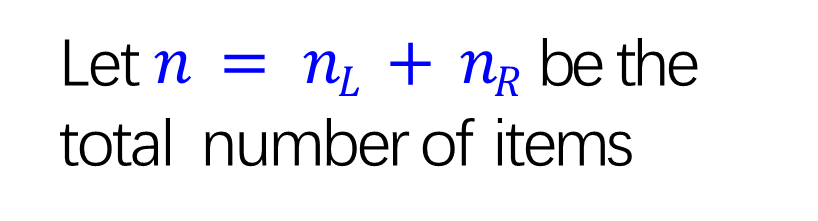 Let n = n_L + n_R be the
total number of items